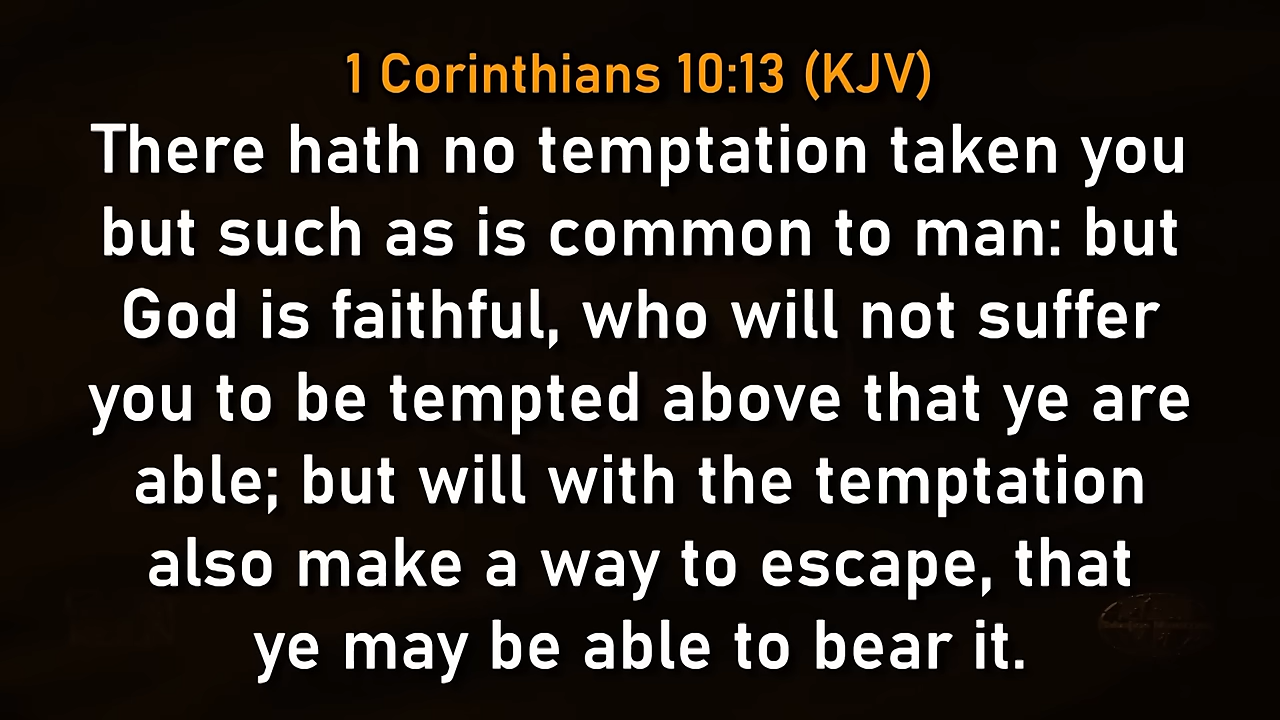 1 Corinthians 10:13 (KJV)
There hath no temptation taken you
but such as is common to man: but
God is faithful, who will not suffer
you to be tempted above that ye are
able; but will with the temptation
also make a way to escape, that
ye may be able to bear it.